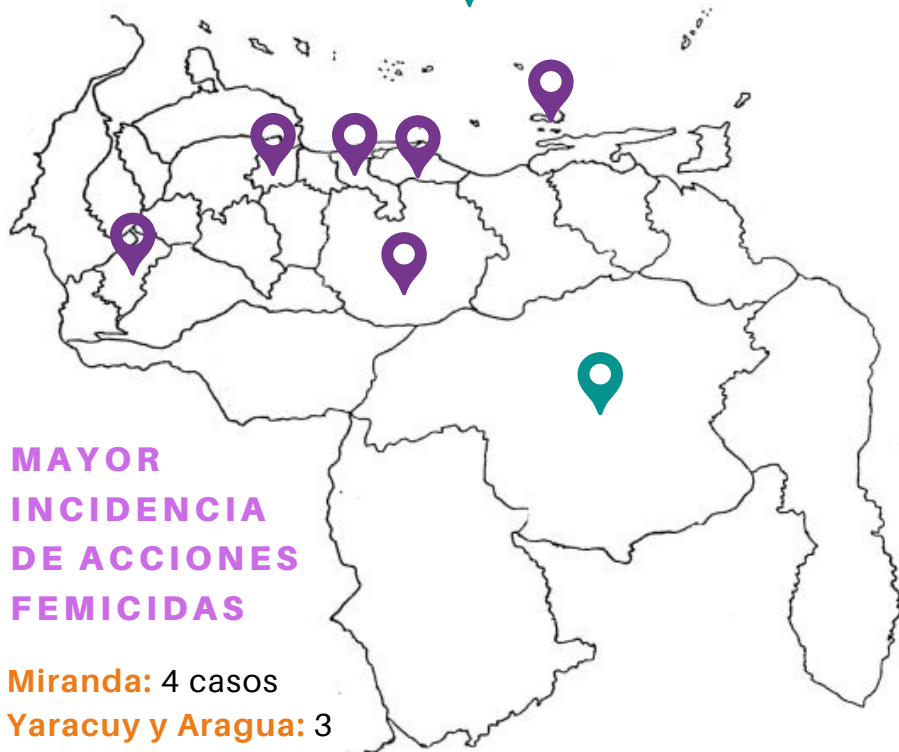 MAYOR
INCIDENCIA
DE ACCIONES
FEMICIDAS
Miranda: 4 casos
Yaracuy y Aragua: 3